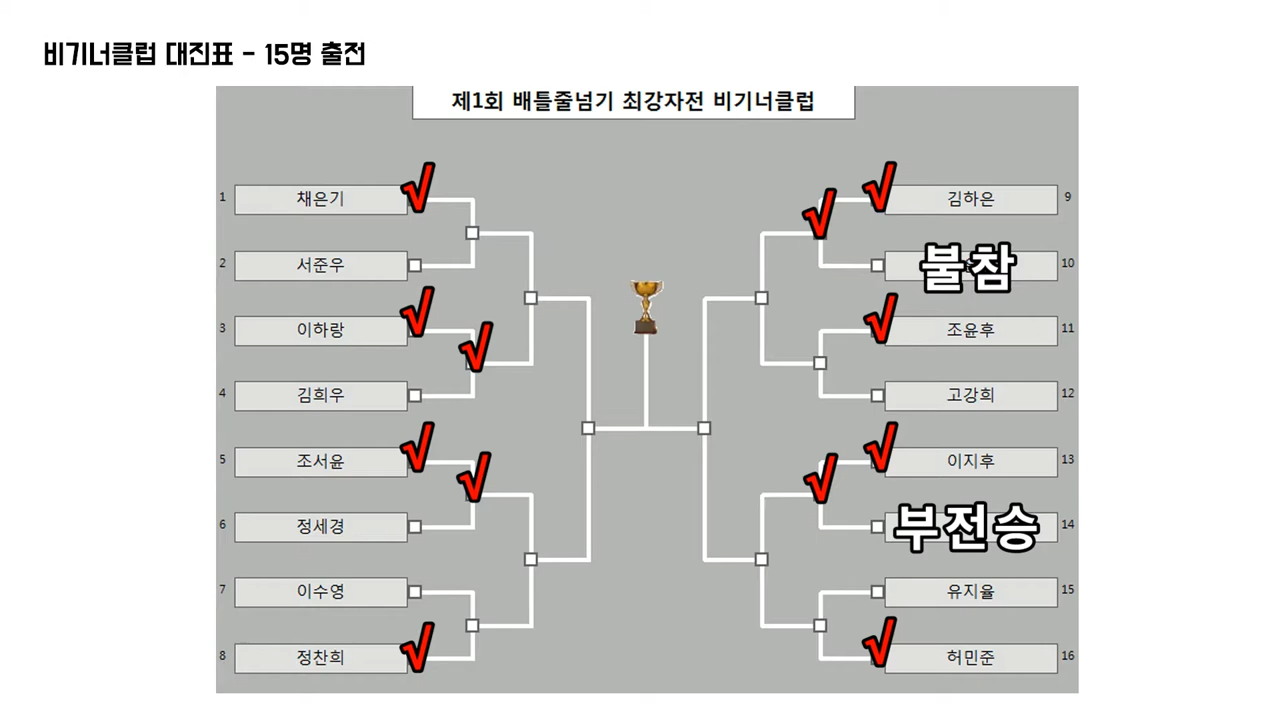 비기너클럽 대진표 - 15명 출전
제1회 배틀줄넘기 최강자전 비기너클럽
1 채은기
2 서준우
3 이하랑
4 김희우
5 조서윤
6 정세경
7 이수영
8 정찬희
김하은 9
불참 10
조윤후 11
고강희 12
이지후 13
부전승 14
유지율 15
허민준 16